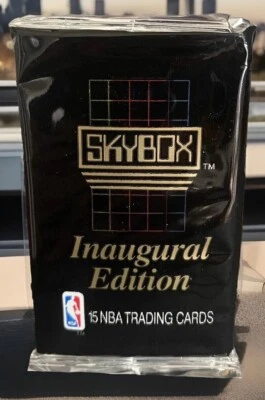 SKYBOX
TM
Inaugural
Edition
15 NBA TRADING CARDS